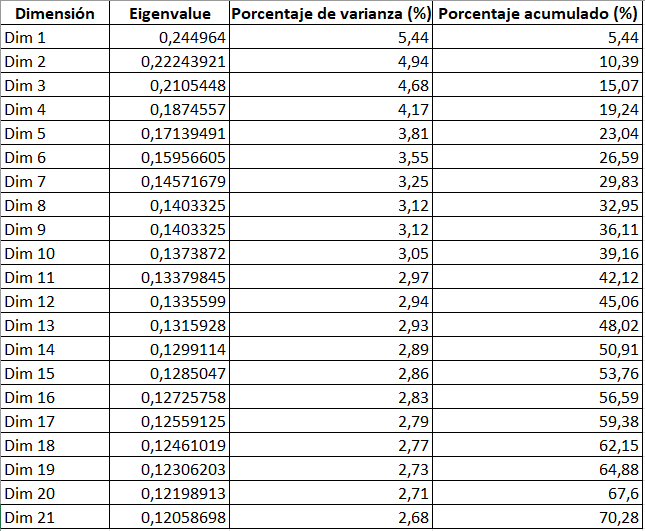 Dimensión Eigenvalue Porcentaje de varianza (%) Porcentaje acumulado (%)
Dim 1 0,244964 5,44 5,44
Dim 2 0,22243921 4,94 10,39
Dim 3 0,2105448 4,68 15,07
Dim 4 0,1874557 4,17 19,24
Dim 5 0,17139491 3,81 23,04
Dim 6 0,15956605 3,55 26,59
Dim 7 0,14571679 3,25 29,83
Dim 8 0,1403325 3,12 32,95
Dim 9 0,1403325 3,12 36,11
Dim 10 0,1373872 3,05 39,16
Dim 11 0,13379845 2,97 42,12
Dim 12 0,1335599 2,94 45,06
Dim 13 0,1315928 2,93 48,02
Dim 14 0,1299114 2,89 50,91
Dim 15 0,1285047 2,86 53,76
Dim 16 0,12725758 2,83 56,59
Dim 17 0,12559125 2,79 59,38
Dim 18 0,12461019 2,77 62,15
Dim 19 0,12306203 2,73 64,88
Dim 20 0,12198913 2,71 67,6
Dim 21 0,12058698 2,68 70,28